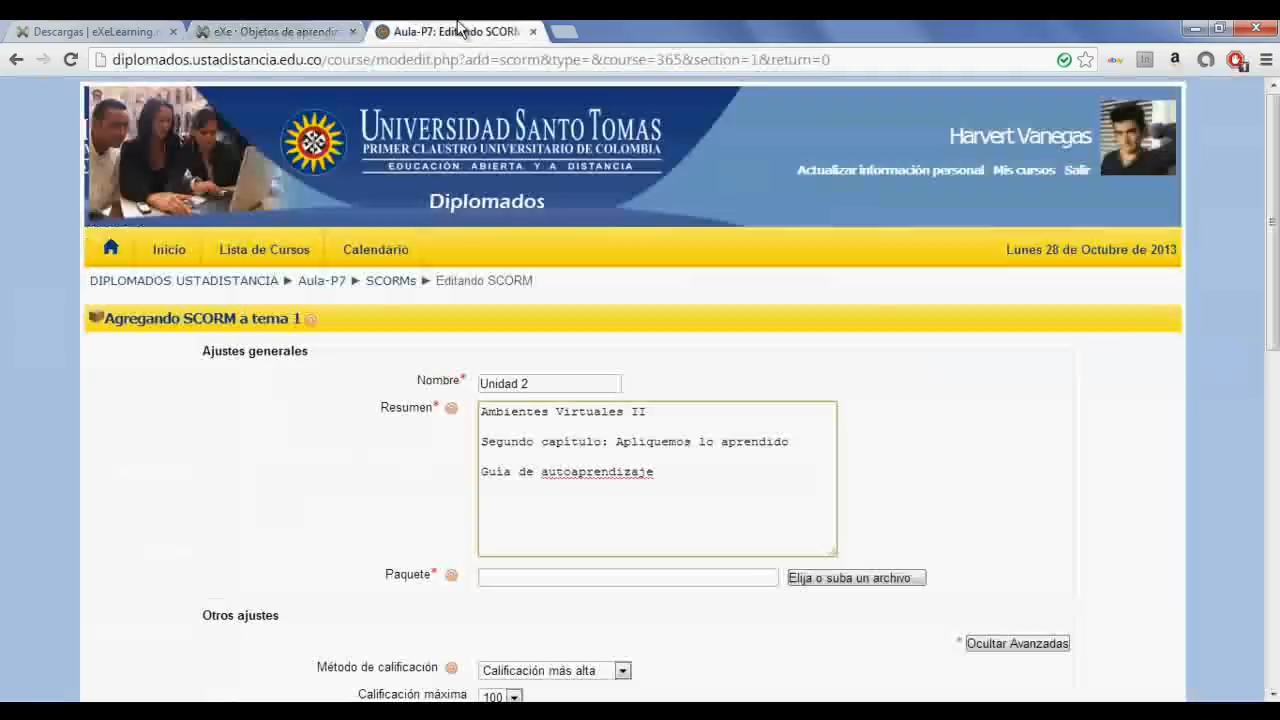 Descargas | eXeLearning.
eXe - Objetos de aprendiz
Aula-P7: Editando SCORM
diplomados.ustadistancia.edu.co/course/modedit.php?add=scorm&type=&course=365&section=1&return=0
UNIVERSIDAD SANTO TOMAS
PRIMER CLAUSTRO UNIVERSITARIO DE COLOMBIA
EDUCACIÓN ABIERTA Y A DISTANCIA
Diplomados
Harvert Vanegas
Actualizar información personal Mis cursos Salir
Inicio Lista de Cursos Calendario Lunes 28 de Octubre de 2013
DIPLOMADOS USTADISTANCIA ► Aula-P7 ► SCORMs ► Editando SCORM
Agregando SCORM a tema 1
Ajustes generales
Nombre* Unidad 2
Resumen* Ambientes Virtuales II
Segundo capítulo: Apliquemos lo aprendido
Guía de autoaprendizaje
Paquete* Elija o suba un archivo ...
Otros ajustes
* Ocultar Avanzadas
Método de calificación Calificación más alta
Calificación máxima 100